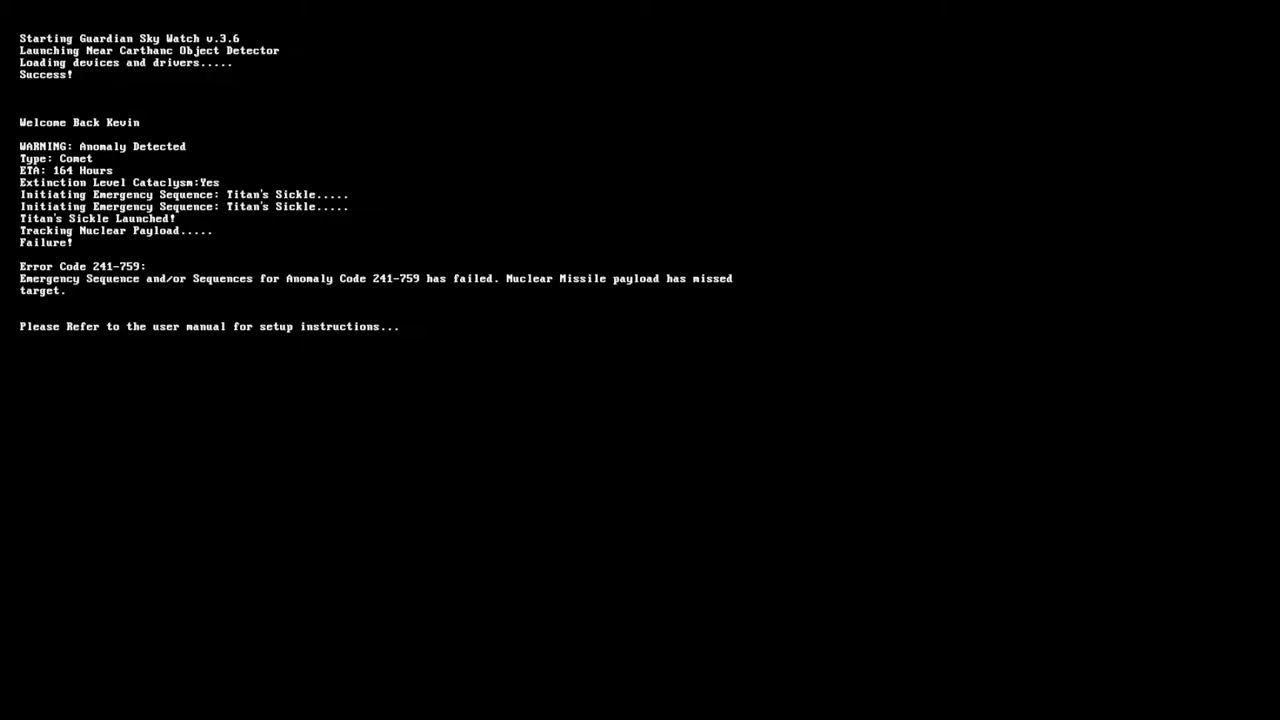 Starting Guardian Sky Watch v.3.6
Launching Near Carthanc Object Detector
Loading devices and drivers.....
Success!
Welcome Back Kevin
WARNING: Anomaly Detected
Type: Comet
ETA: 164 Hours
Extinction Level Cataclysm:Yes
Initiating Emergency Sequence: Titan's Sickle.....
Initiating Emergency Sequence: Titan's Sickle.....
Titan's Sickle Launched!
Tracking Nuclear Payload.....
Failure!
Error Code 241-759:
Emergency Sequence and/or Sequences for Anomaly Code 241-759 has failed. Nuclear Missile payload has missed
target.
Please Refer to the user manual for setup instructions...